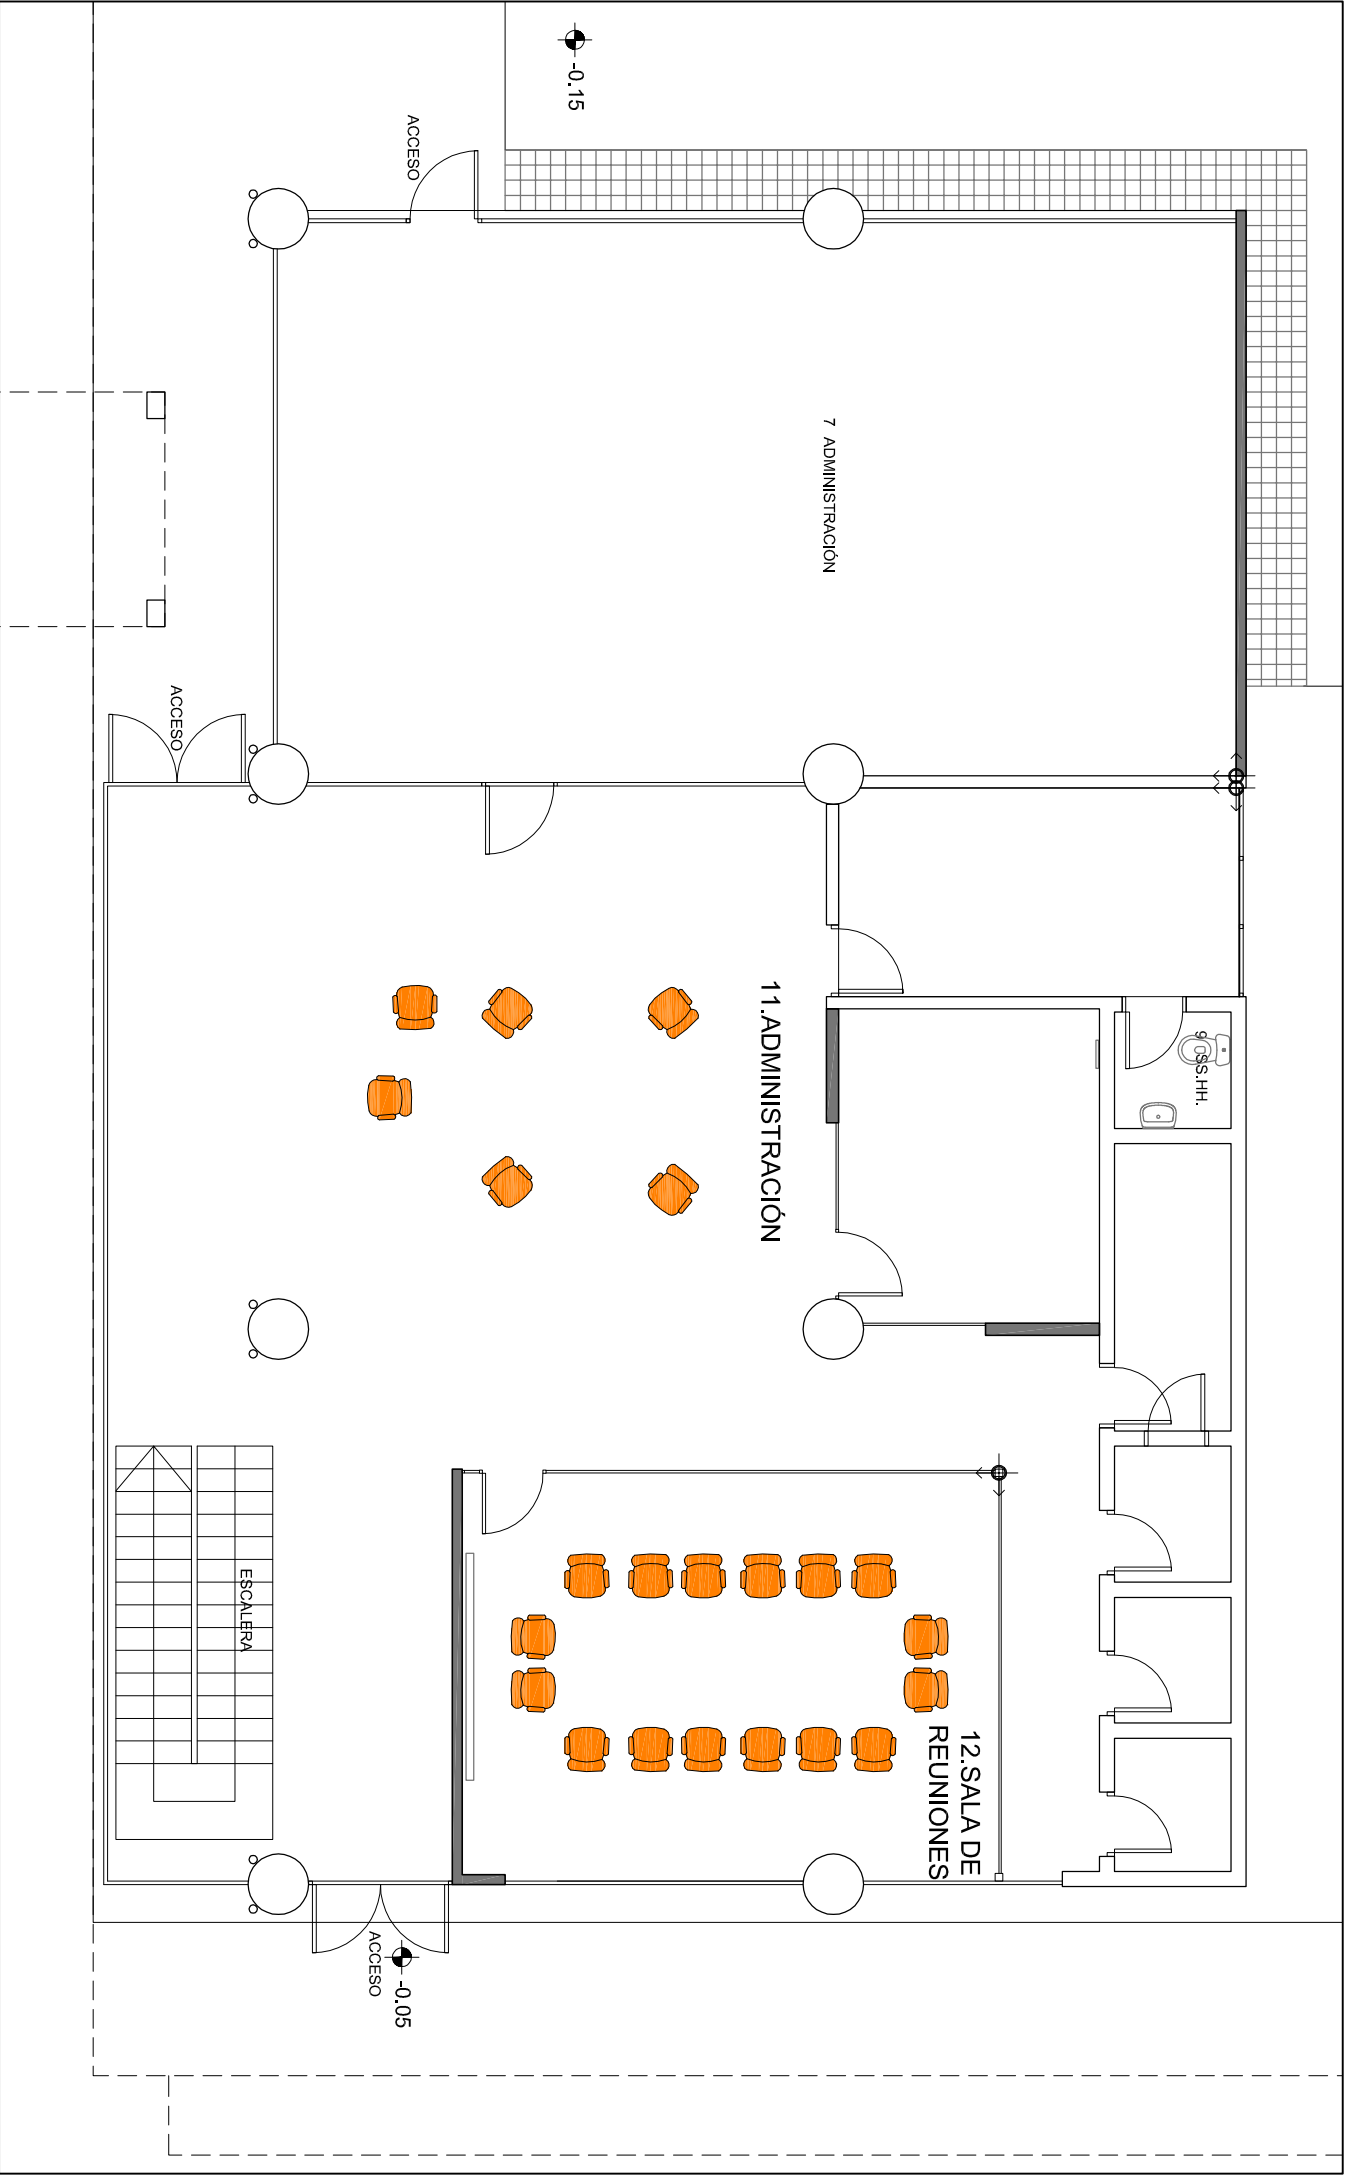 -0.15
ACCESO
7 ADMINISTRACIÓN
ACCESO
11.ADMINISTRACIÓN
9 SS.HH.
ESCALERA
12.SALA DE
REUNIONES
ACCESO
-0.05